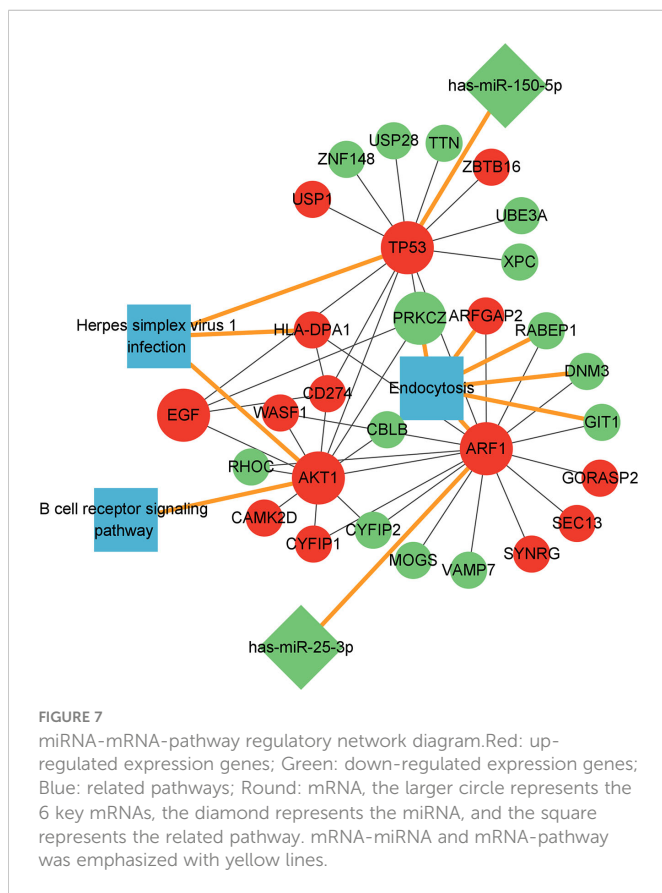 has-miR-150-5p
USP28
TTN
ZNF148
ZBTB16
USP1
UBE3A
TP53
XPC
PRKCZ
ARFGAP2
RABEP1
Herpes simplex virus 1
infection
HLA-DPA1
DNM3
Endocytosis
CD274
EGF
WASF1
GIT1
CBLB
ARF1
RHOC
AKT1
GORASP2
B cell receptor signaling
pathway
CAMK2D
SEC13
CYFIP2
CYFIP1
SYNRG
MOGS
VAMP7
has-miR-25-3p
FIGURE 7
miRNA-mRNA-pathway regulatory network diagram.Red: up-
regulated expression genes; Green: down-regulated expression genes;
Blue: related pathways; Round: mRNA, the larger circle represents the
6 key mRNAs, the diamond represents the miRNA, and the square
represents the related pathway. mRNA-miRNA and mRNA-pathway
was emphasized with yellow lines.